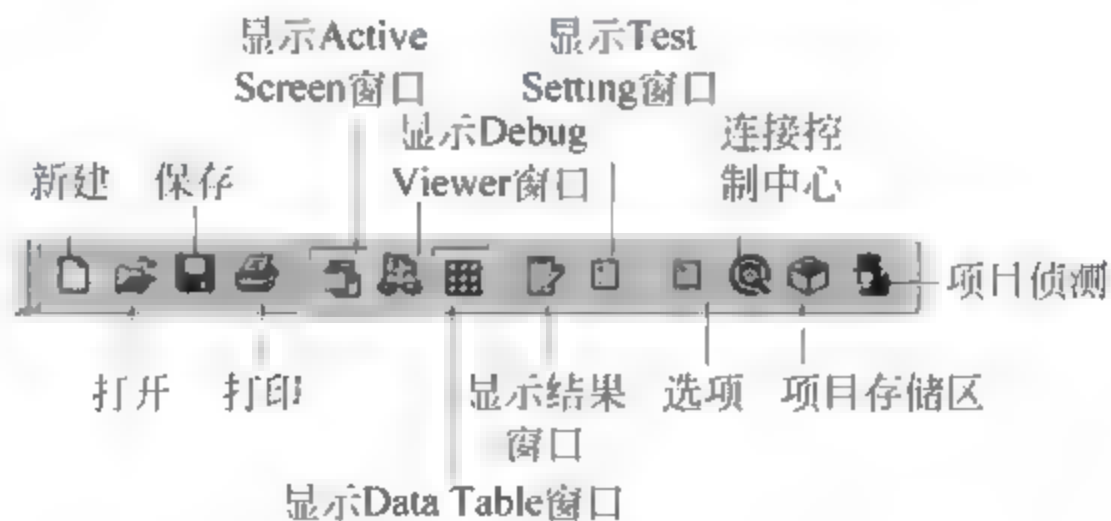 显示Active
Screen窗口
显示Test
Setting窗口
显示Debug
Viewer窗口
连接控
制中心
新建
保存
项目侦测
打开
打印
显示结果
窗口
选项
项目存储区
显示Data Table窗口